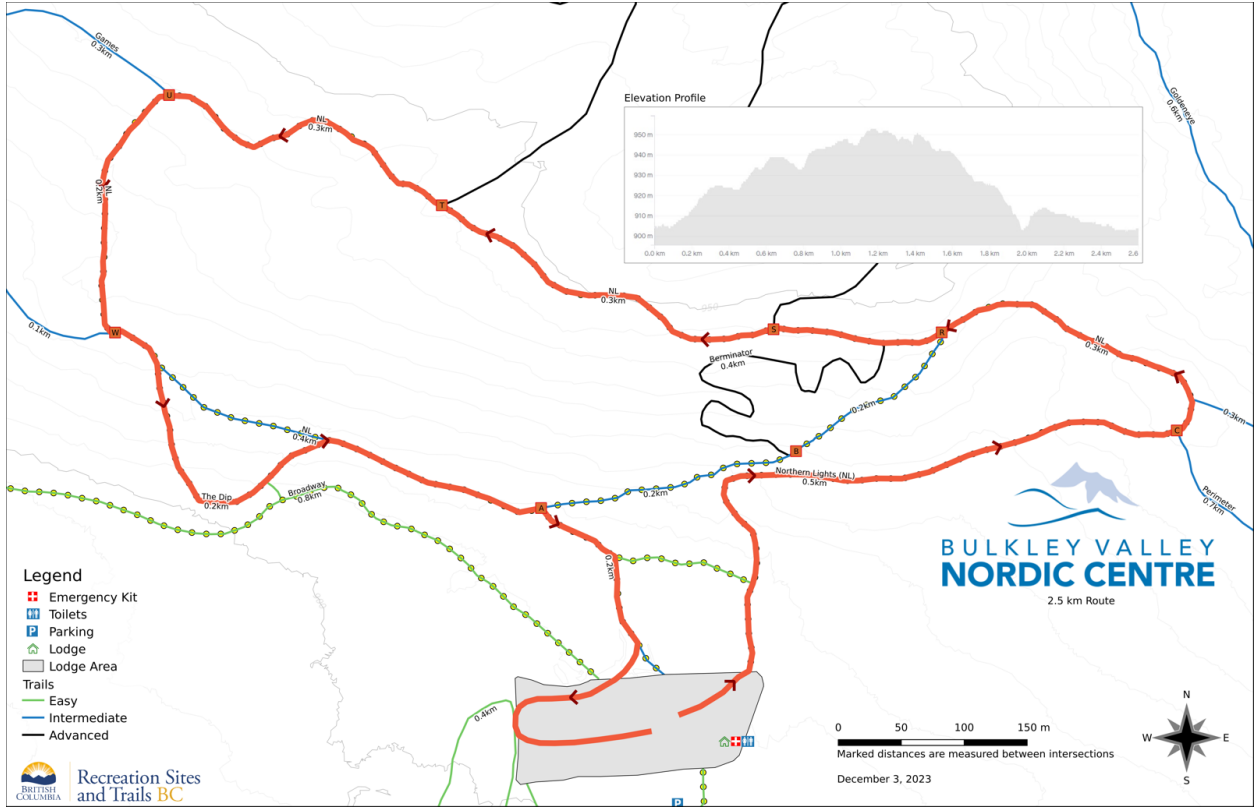 Games
0.3km
U
NL
0.3km
NL
0.2km
T
Goldeneye
0.6km
Elevation Profile
950 m
940 m
930 m
920 m
910 m
900 m
0.0 km
0.2 km
0.4 km
0.6 km
0.8 km
1.0 km
1.2 km
1.4 km
1.6 km
1.8 km
2.0 km
2.2 km
2.4 km
2.6
NL
0.3km
950
0.1km
W
S
R
NL
0.3km
Berminator
0.4km
0.2km
0.3km
C
NL
0.4km
B
Northern Lights (NL)
0.5km
The Dip
0.2km
Broadway
0.8km
0.2km
A
Perimeter
0.7km
0.2km
BULKLEY VALLEY
NORDIC CENTRE
2.5 km Route
Legend
Emergency Kit
Toilets
P Parking
Lodge
Lodge Area
Trails
Easy
Intermediate
Advanced
0.4km
P
0 50 100 150 m
Marked distances are measured between intersections
December 3, 2023
N
W E
S
BRITISH
COLUMBIA
Recreation Sites
and Trails BC